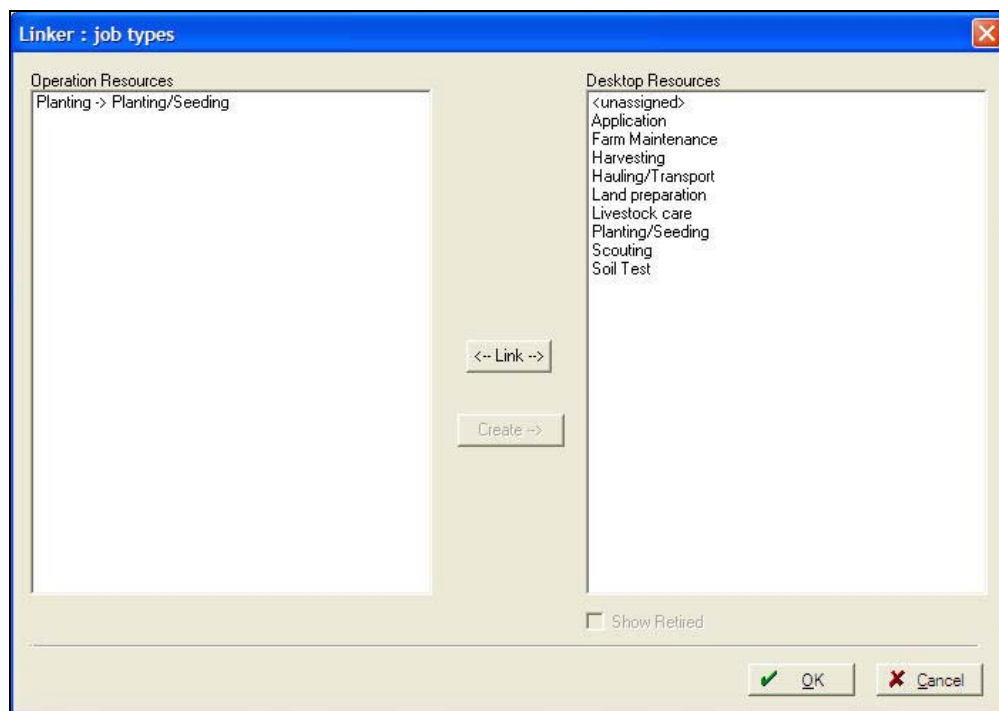 Linker : job types
Operation Resources
Planting -> Planting/Seeding
Desktop Resources
<unassigned>
Application
Farm Maintenance
Harvesting
Hauling/Transport
Land preparation
Livestock care
Planting/Seeding
Scouting
Soil Test
<-- Link -->
Create -->
Show Retired
OK
Cancel